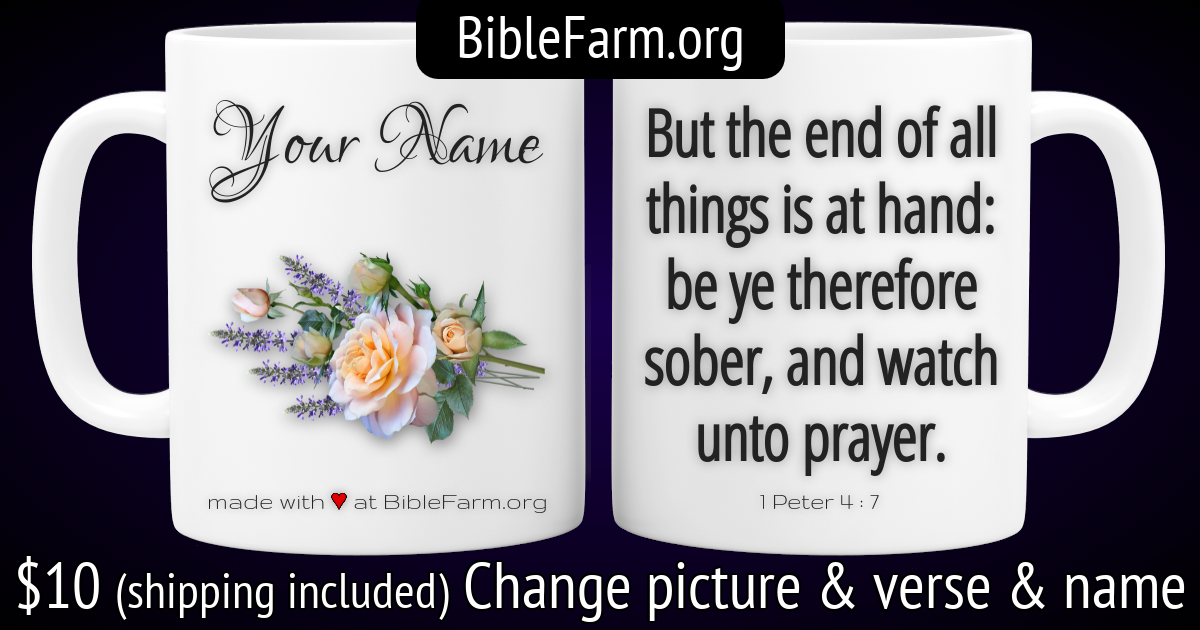 BibleFarm.org
Your Name
made with ♥ at BibleFarm.org
But the end of all
things is at hand:
be ye therefore
sober, and watch
unto prayer.
1 Peter 4 : 7
$10 (shipping included) Change picture & verse & name